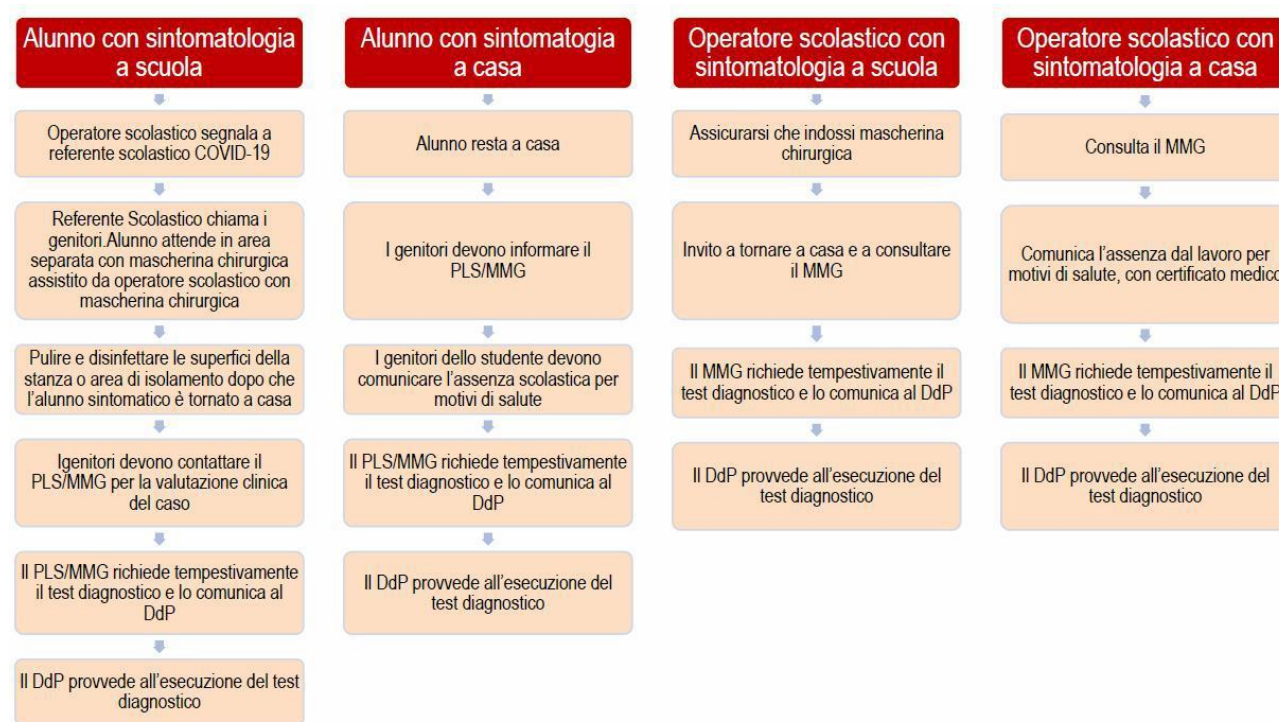 Alunno con sintomatologia
a scuola
Operatore scolastico segnala a
referente scolastico COVID-19
Referente Scolastico chiama i
genitori.Alunno attende in area
separata con mascherina chirurgica
assistito da operatore scolastico con
mascherina chirurgica
Pulire e disinfettare le superfici della
stanza o area di isolamento dopo che
l'alunno sintomatico è tornato a casa
Igenitori devono contattare il
PLS/MMG per la valutazione clinica
del caso
Il PLS/MMG richiede tempestivamente
il test diagnostico e lo comunica al
DdP
Il DdP provvede all'esecuzione del test
diagnostico
Alunno con sintomatogia
a casa
Alunno resta a casa
I genitori devono informare il
PLS/MMG
I genitori dello studente devono
comunicare l'assenza scolastica per
motivi di salute
Il PLS/MMG richiede tempestivamente
il test diagnostico e lo comunica al
DdP
Il DdP provvede all'esecuzione del
test diagnostico
Operatore scolastico con
sintomatologia a scuola
Assicurarsi che indossi mascherina
chirurgica
Invito a tornare a casa e a consultare
il MMG
Il MMG richiede tempestivamente il
test diagnostico e lo comunica al DdP
Il DdP provvede all'esecuzione del
test diagnostico
Operatore scolastico con
sintomatologia a casa
Consulta il MMG
Comunica l'assenza dal lavoro per
motivi di salute, con certificato medico
Il MMG richiede tempestivamente il
test diagnostico e lo comunica al DdP
Il DdP provvede all'esecuzione del
test diagnostico